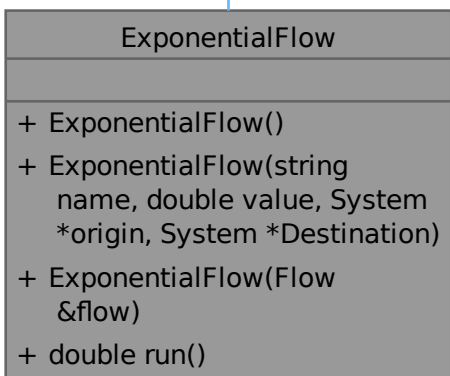 ExponentialFlow
+ ExponentialFlow()
+ ExponentialFlow(string
name, double value, System
*origin, System *Destination)
+ ExponentialFlow(Flow
&flow)
+ double run()